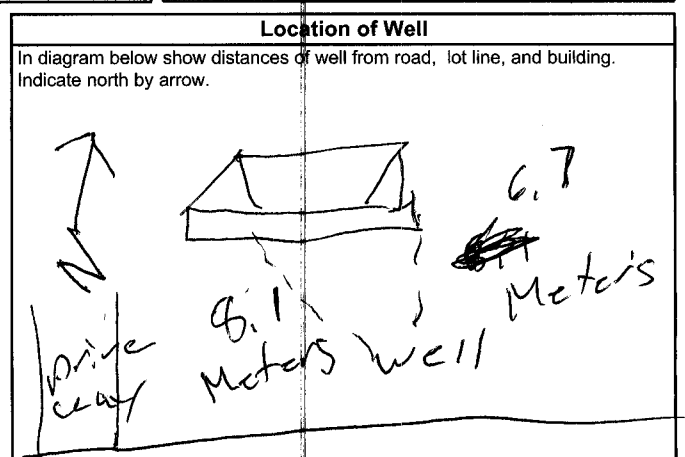 Location of Well
In diagram below show distances of well from road, lot line, and building.
Indicate north by arrow.
N
6.7
Meters
8.1
Meters
well
Drive
way